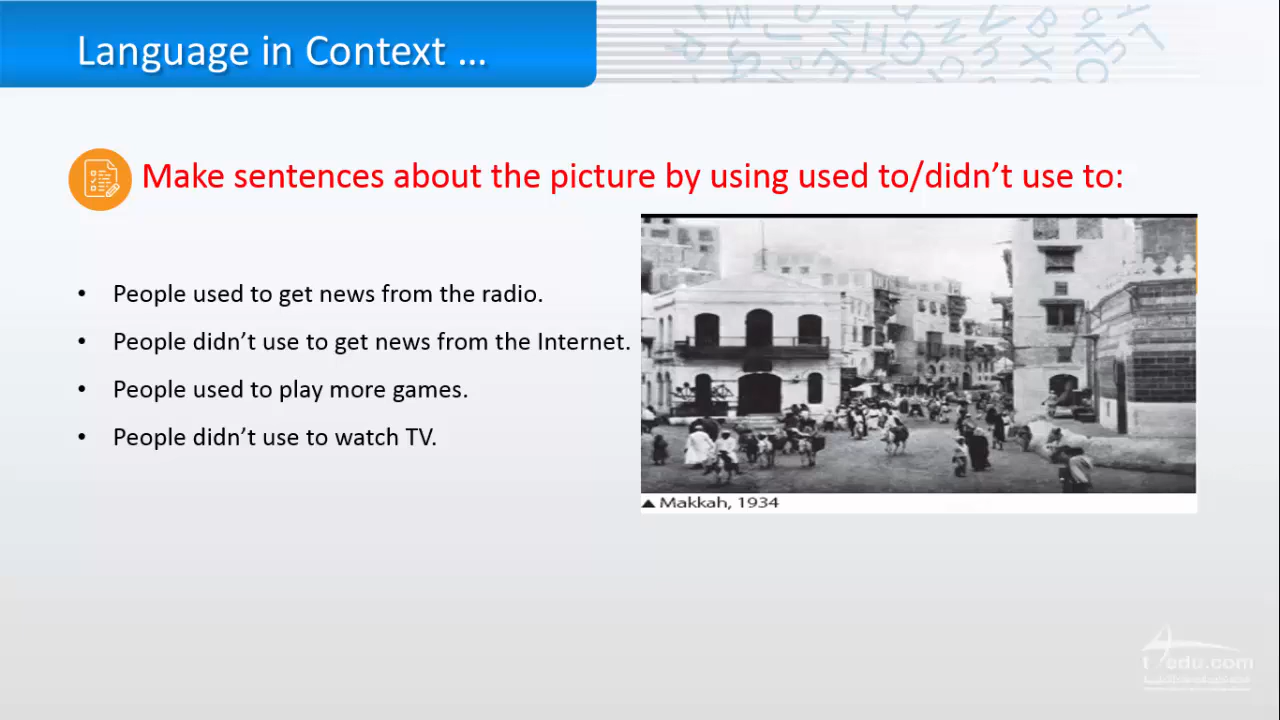 Language in Context ...
Make sentences about the picture by using used to/didn’t use to:
• People used to get news from the radio.
• People didn’t use to get news from the Internet.
• People used to play more games.
• People didn’t use to watch TV.
▲ Makkah, 1934